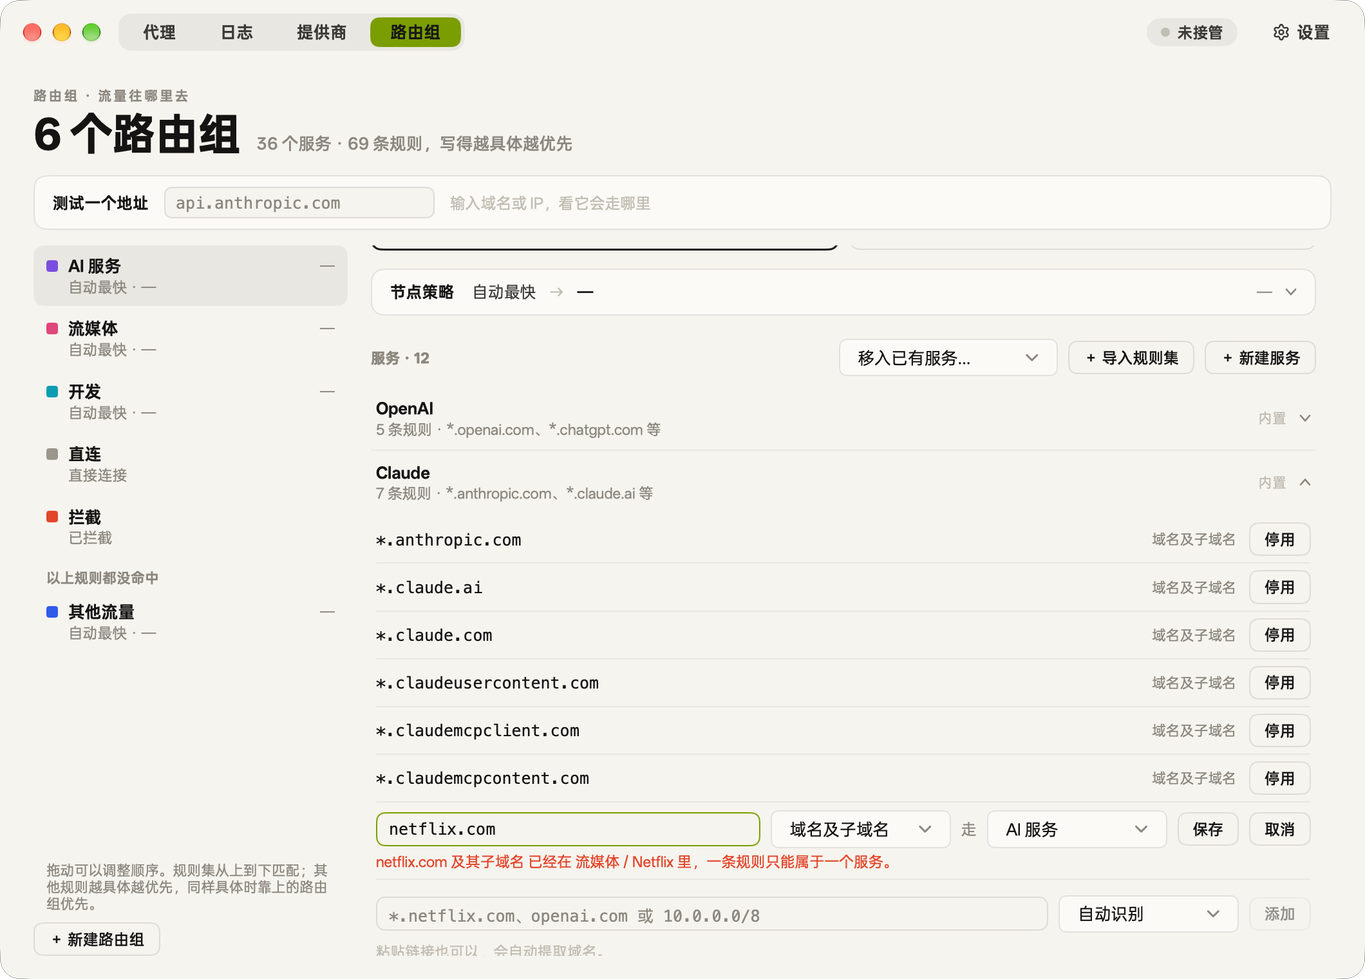 代理
日志
提供商
路由组
未接管
设置
路由组 · 流量往哪里去
6 个路由组
36 个服务 · 69 条规则，写得越具体越优先
测试一个地址
api.anthropic.com
输入域名或 IP，看它会走哪里
AI 服务
—
自动最快 · —
流媒体
—
自动最快 · —
开发
—
自动最快 · —
直连
直接连接
拦截
已拦截
以上规则都没命中
其他流量
—
自动最快 · —
拖动可以调整顺序。规则集从上到下匹配；其
他规则越具体越优先，同样具体时靠上的路由
组优先。
+ 新建路由组
节点策略 自动最快 → —
—
服务 · 12
移入已有服务...
+ 导入规则集
+ 新建服务
OpenAI
5 条规则 · *.openai.com、*.chatgpt.com 等
内置
Claude
7 条规则 · *.anthropic.com、*.claude.ai 等
内置
*.anthropic.com
域名及子域名
停用
*.claude.ai
域名及子域名
停用
*.claude.com
域名及子域名
停用
*.claudeusercontent.com
域名及子域名
停用
*.claudemcpclient.com
域名及子域名
停用
*.claudemcpcontent.com
域名及子域名
停用
netflix.com
域名及子域名
走
AI 服务
保存
取消
netflix.com 及其子域名 已经在 流媒体 / Netflix 里，一条规则只能属于一个服务。
*.netflix.com、openai.com 或 10.0.0.0/8
自动识别
添加
粘贴链接也可以，会自动提取域名。